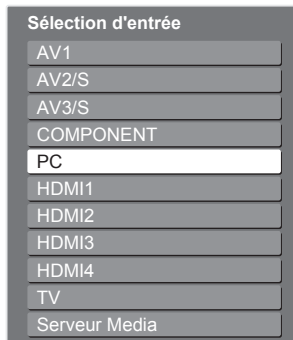 Sélection d'entrée
AV1
AV2/S
AV3/S
COMPONENT
PC
HDMI1
HDMI2
HDMI3
HDMI4
TV
Serveur Media